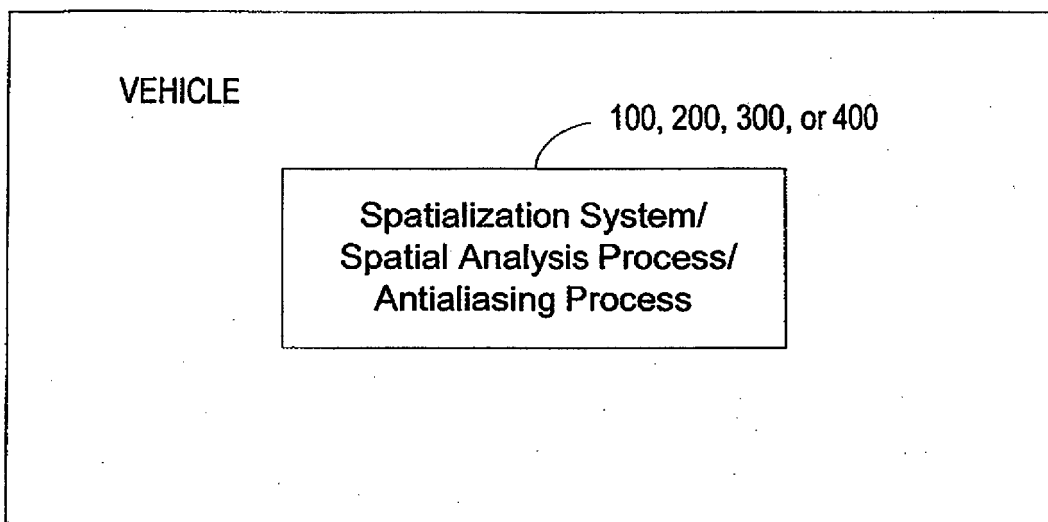 VEHICLE
100, 200, 300, or 400
Spatialization System/
Spatial Analysis Process/
Antialiasing Process